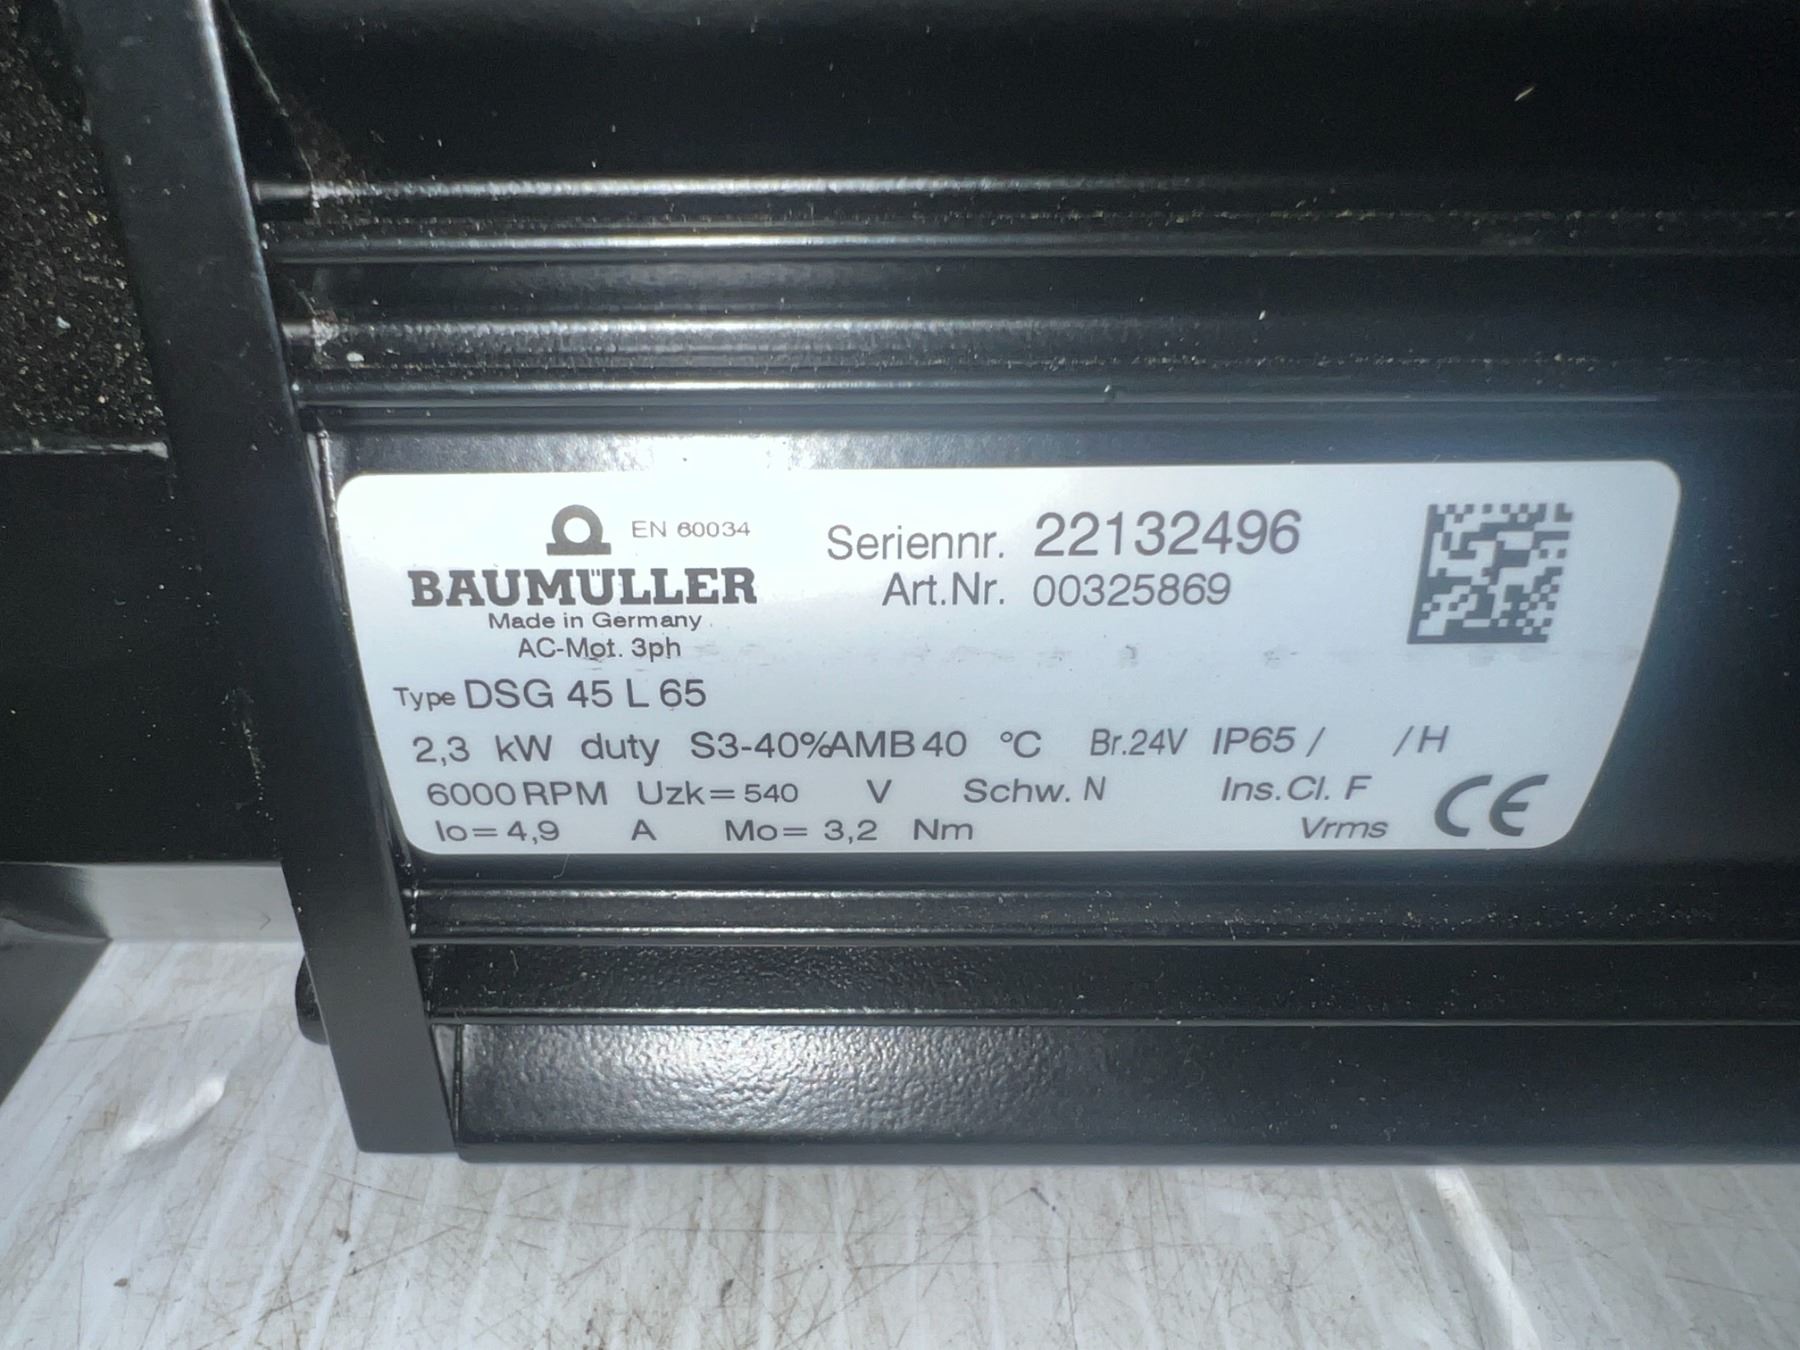 EN 60034
BAUMÜLLER
Made in Germany
AC-Mot. 3ph
Seriennr. 22132496
Art.Nr. 00325869
Type DSG 45 L 65
2,3 kW duty S3-40%AMB 40 °C Br.24V IP65 / /H
6000 RPM Uzk= 540 V Schw. N Ins.Cl. F
Io= 4,9 A Mo= 3,2 Nm Vrms
CE